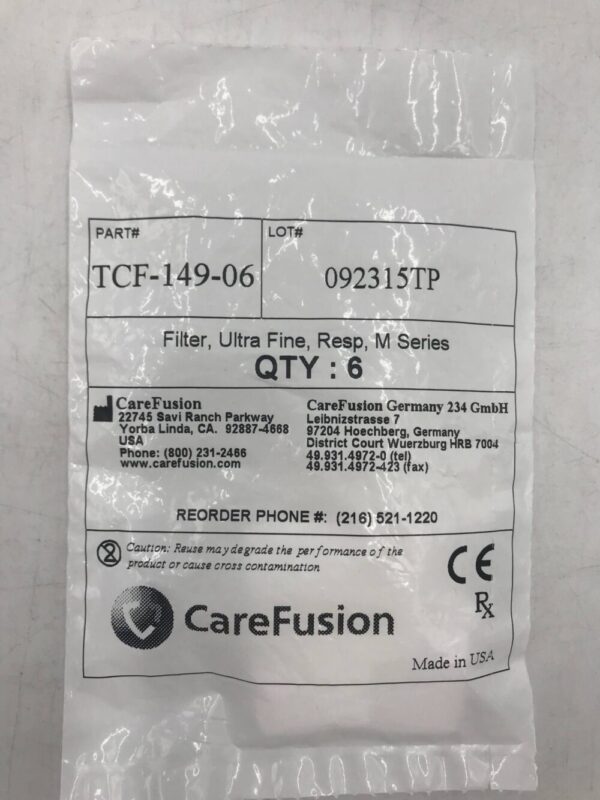 PART#
LOT#
TCF-149-06
092315TP
Filter, Ultra Fine, Resp, M Series
QTY : 6
CareFusion
22745 Savi Ranch Parkway
Yorba Linda, CA. 92887-4668
USA
Phone: (800) 231-2466
www.carefusion.com
CareFusion Germany 234 GmbH
Leibnizstrasse 7
97204 Hoechberg, Germany
District Court Wuerzburg HRB 7004
49.931.4972-0 (tel)
49.931.4972-423 (fax)
REORDER PHONE #: (216) 521-1220
2
Caution: Reuse may degrade the performance of the
product or cause cross contamination
CE
Rx
CareFusion
Made in USA